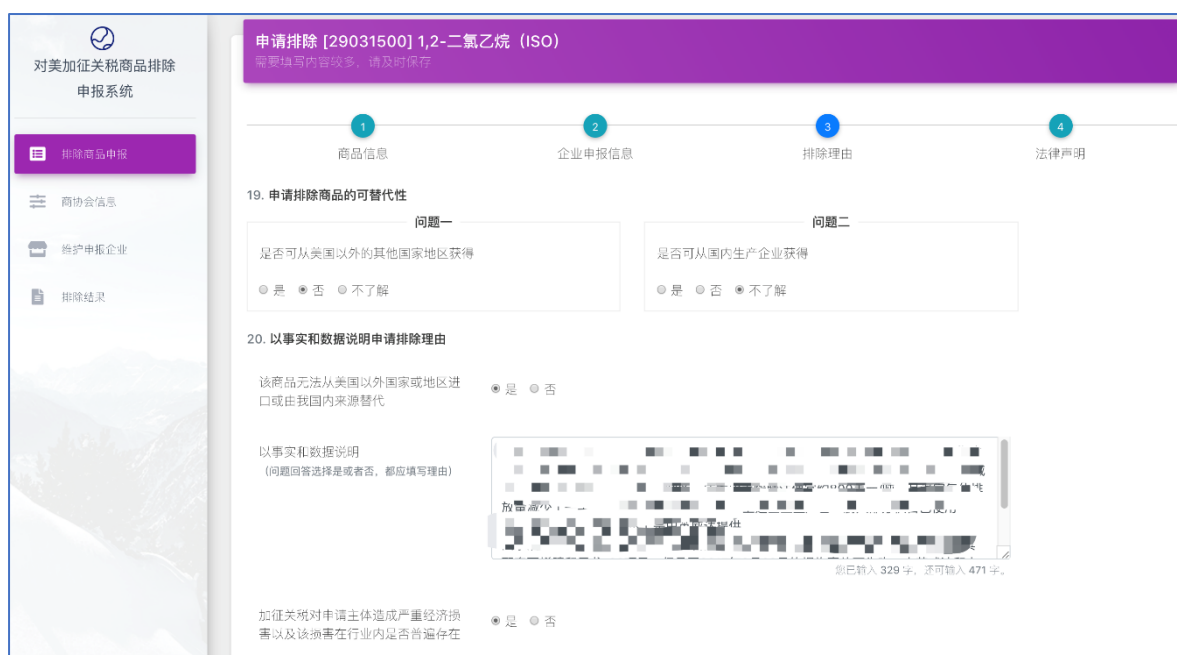 对美加征关税商品排除
申报系统
排除商品申报
商协会信息
维护申报企业
排除结果
申请排除 [29031500] 1,2-二氯乙烷（ISO）
需要填写内容较多，请及时保存
1
2
3
4
商品信息
企业申报信息
排除理由
法律声明
19. 申请排除商品的可替代性
问题一
是否可从美国以外的其他国家地区获得
是 否 不了解
问题二
是否可从国内生产企业获得
是 否 不了解
20. 以事实和数据说明申请排除理由
该商品无法从美国以外国家或地区进
口或由我国内来源替代
是 否
以事实和数据说明
（问题回答选择是或者否，都应填写理由）
放量减少
提供
您已输入 329 字，还可输入 471 字。
加征关税对申请主体造成严重经济损
害以及该损害在行业内是否普遍存在
是 否